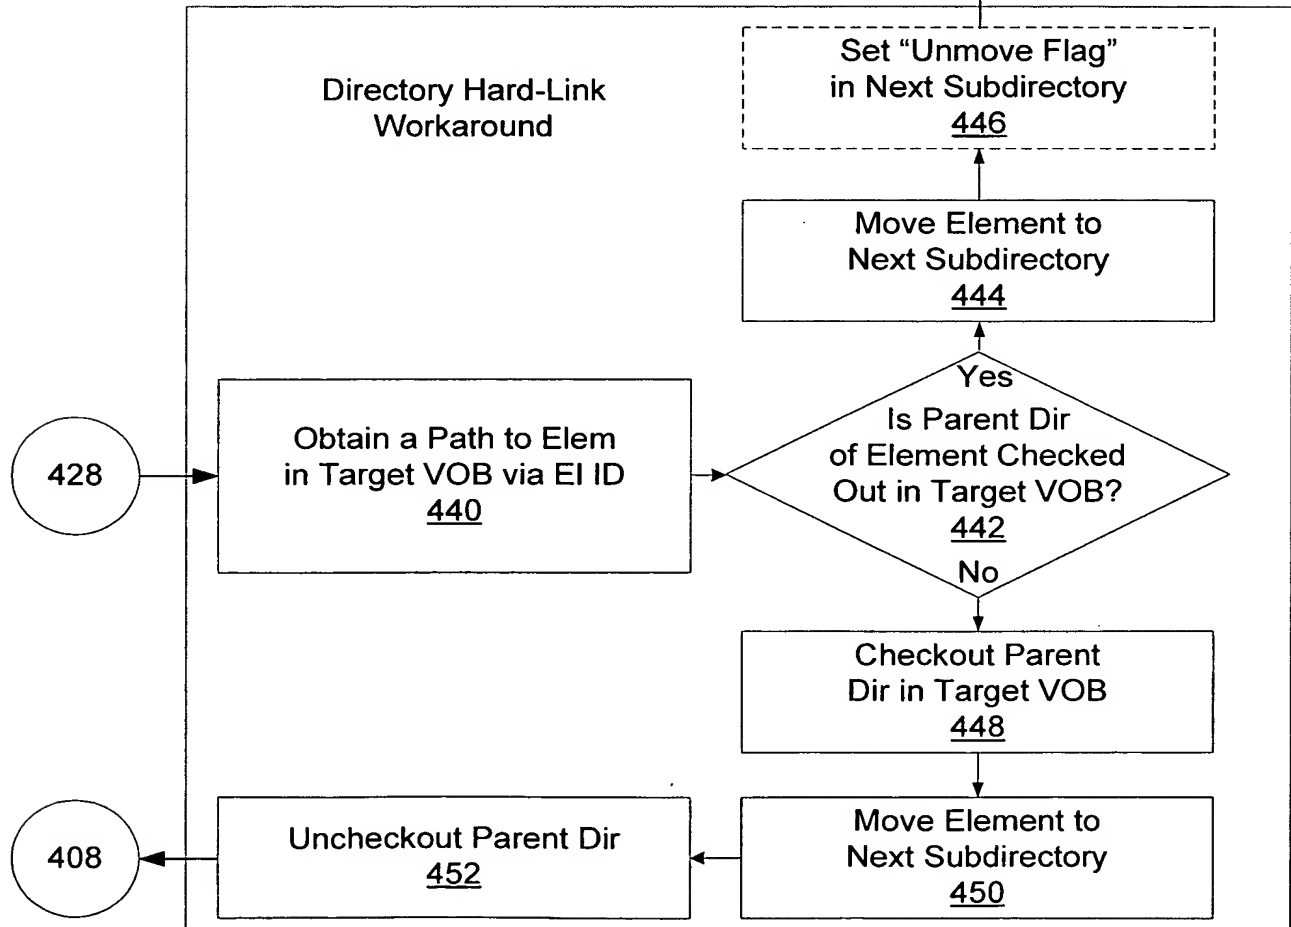 Directory Hard-Link
Workaround
Set “Unmove Flag”
in Next Subdirectory
446
Move Element to
Next Subdirectory
444
428
Obtain a Path to Elem
in Target VOB via EI ID
440
Yes
Is Parent Dir
of Element Checked
Out in Target VOB?
442
No
Checkout Parent
Dir in Target VOB
448
Move Element to
Next Subdirectory
450
Uncheckout Parent Dir
452
408